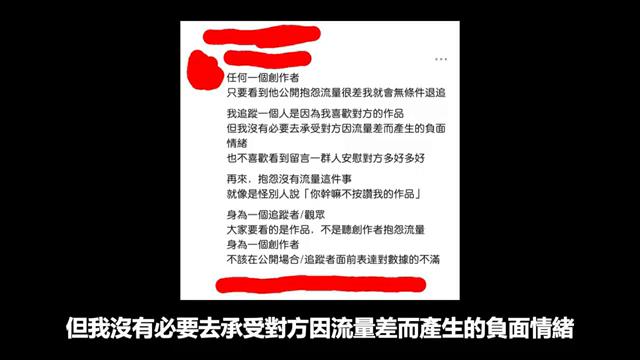 任何一個創作者
只要看到他公開抱怨流量很差我就會無條件退追
我追蹤一個人是因為我喜歡對方的作品
但我沒有必要去承受對方因流量差而產生的負面
情緒
也不喜歡看到留言一群人安慰對方多好多好
再來，抱怨沒有流量這件事
就像是怪別人說「你幹嘛不按讚我的作品」
身為一個追蹤者/觀眾
大家要看的是作品，不是聽創作者抱怨流量
身為一個創作者
不該在公開場合/追蹤者面前表達對數據的不滿
但我沒有必要去承受對方因流量差而產生的負面情緒